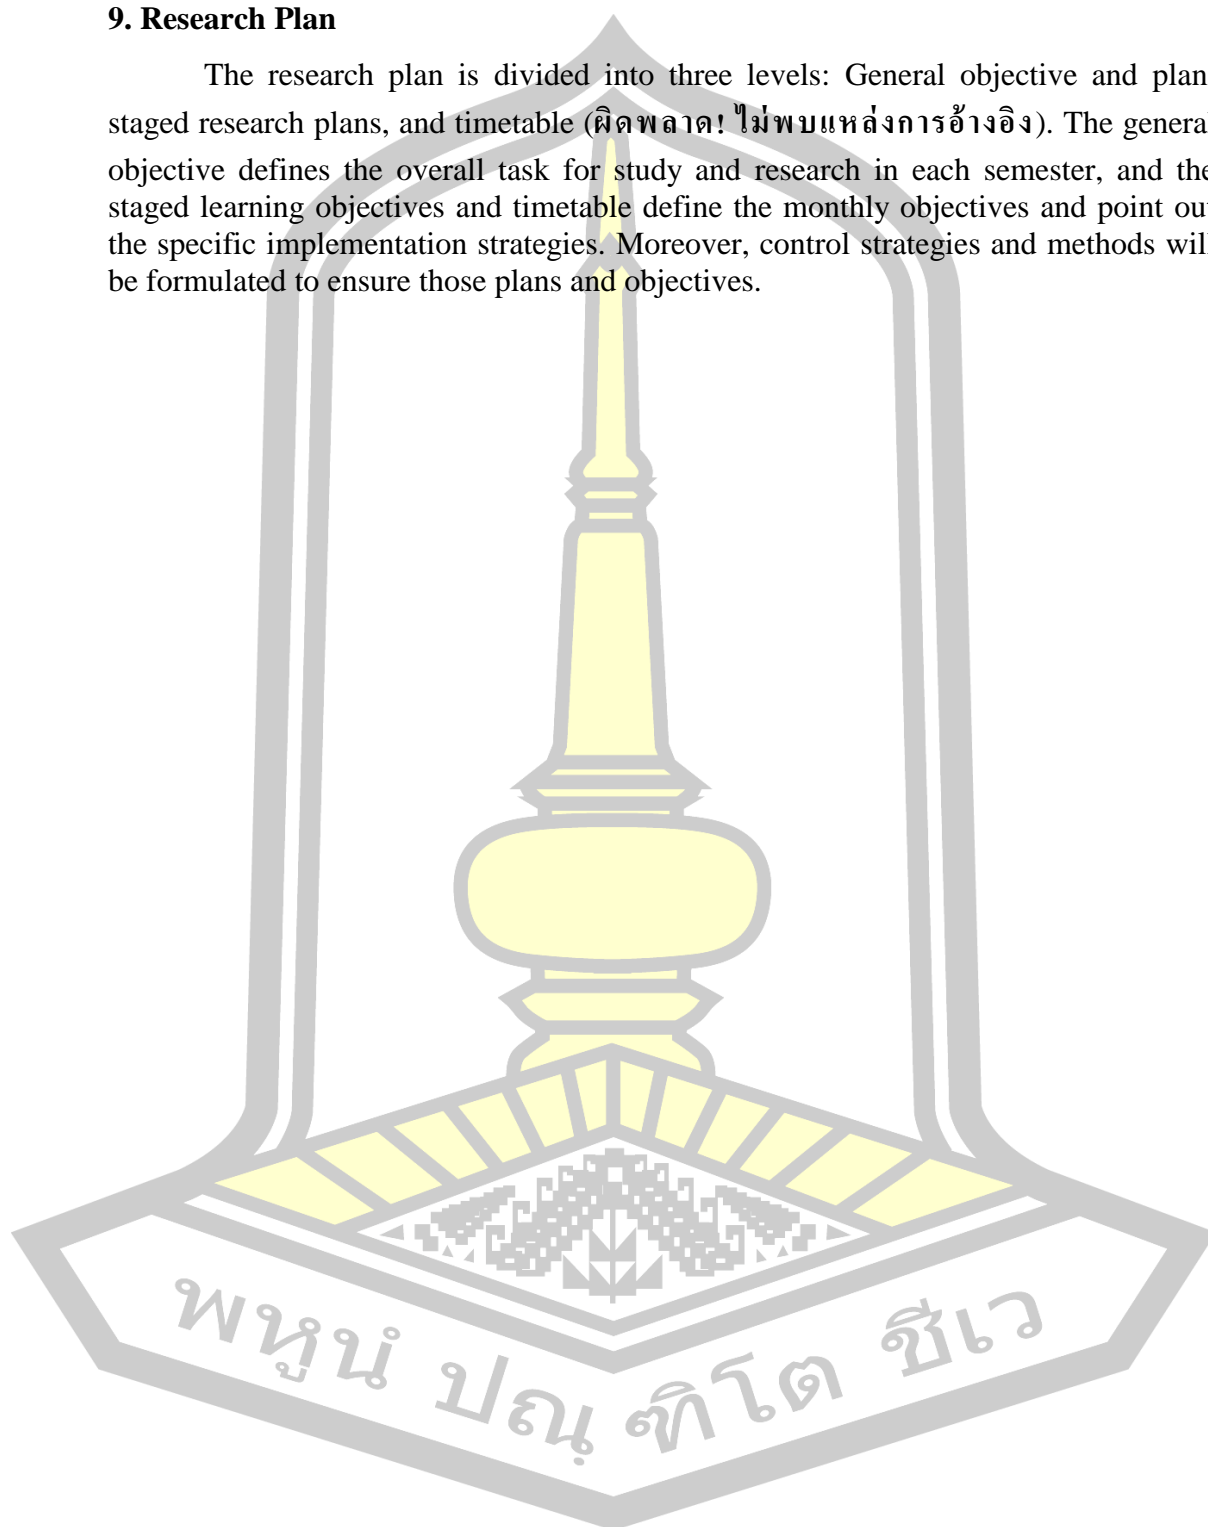 9. Research Plan
The research plan is divided into three levels: General objective and plan
staged research plans, and timetable (ผิดพลาด! ไม่พบแหล่งการอ้างอิง). The general
objective defines the overall task for study and research in each semester, and the
staged learning objectives and timetable define the monthly objectives and point out
the specific implementation strategies. Moreover, control strategies and methods will
be formulated to ensure those plans and objectives.
พหูนํ ปณฺฑิโต ชีเว